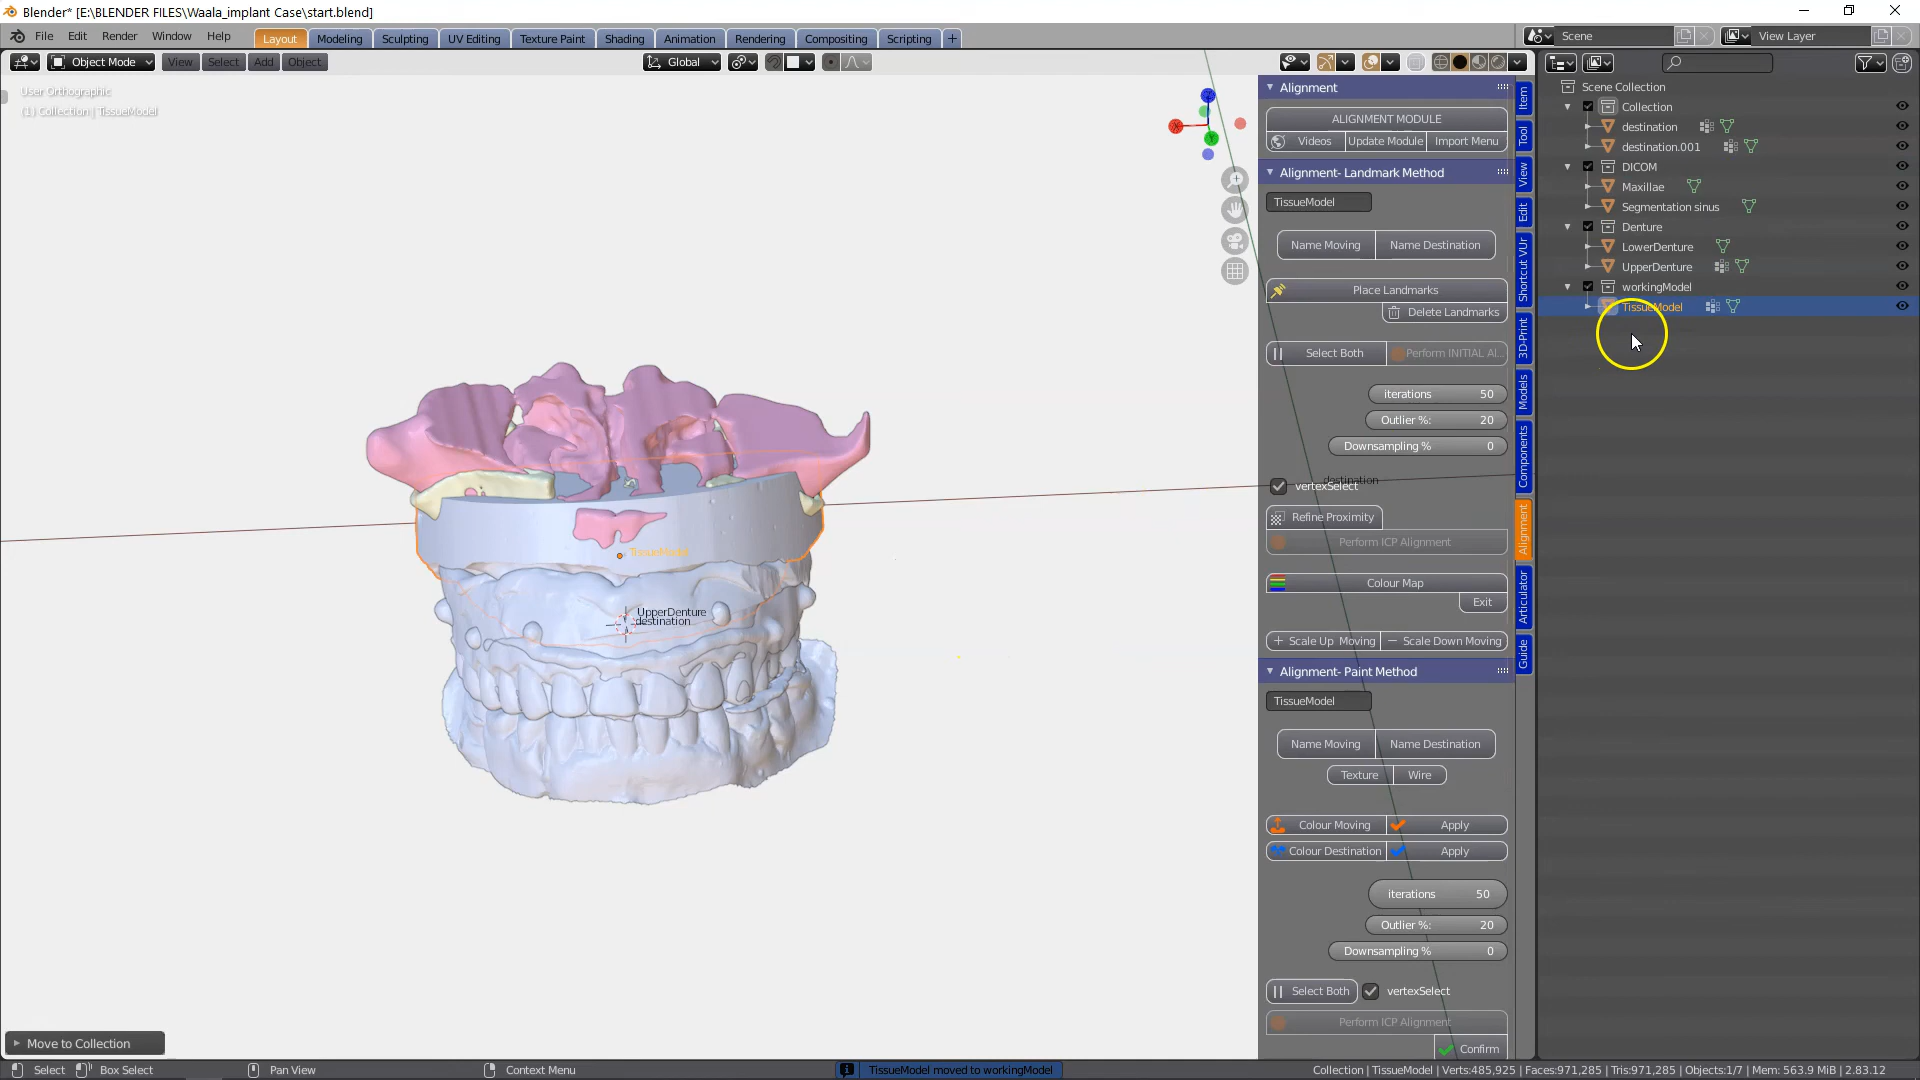 Blender* [E:\BLENDER FILES\Waala_implant Case\start.blend]
File Edit Render Window Help Layout Modeling Sculpting UV Editing Texture Paint Shading Animation Rendering Compositing Scripting + Scene View Layer
Object Mode View Select Add Object Global
User Orthographic
(1) Collection | TissueModel
Alignment
ALIGNMENT MODULE
Videos Update Module Import Menu
Alignment- Landmark Method
TissueModel
Name Moving Name Destination
Place Landmarks
Delete Landmarks
Select Both Perform INITIAL Al...
iterations 50
Outlier %: 20
Downsampling % 0
destination
vertexSelect
Refine Proximity
Perform ICP Alignment
Colour Map
Exit
Scale Up Moving Scale Down Moving
Alignment- Paint Method
TissueModel
Name Moving Name Destination
Texture Wire
Colour Moving Apply
Colour Destination Apply
iterations 50
Outlier %: 20
Downsampling % 0
Select Both vertexSelect
Perform ICP Alignment
Confirm
Item
Tool
View
Edit
Shortcut VUr
3D-Print
Models
Components
Alignment
Articulator
Guide
Scene Collection
Collection
destination
destination.001
DICOM
Maxillae
Segmentation sinus
Denture
LowerDenture
UpperDenture
workingModel
TissueModel
TissueModel
UpperDenture
destination
Move to Collection
Select Box Select Pan View Context Menu TissueModel moved to workingModel Collection | TissueModel | Verts:485,925 | Faces:971,285 | Tris:971,285 | Objects:1/7 | Mem: 563.9 MiB | 2.83.12